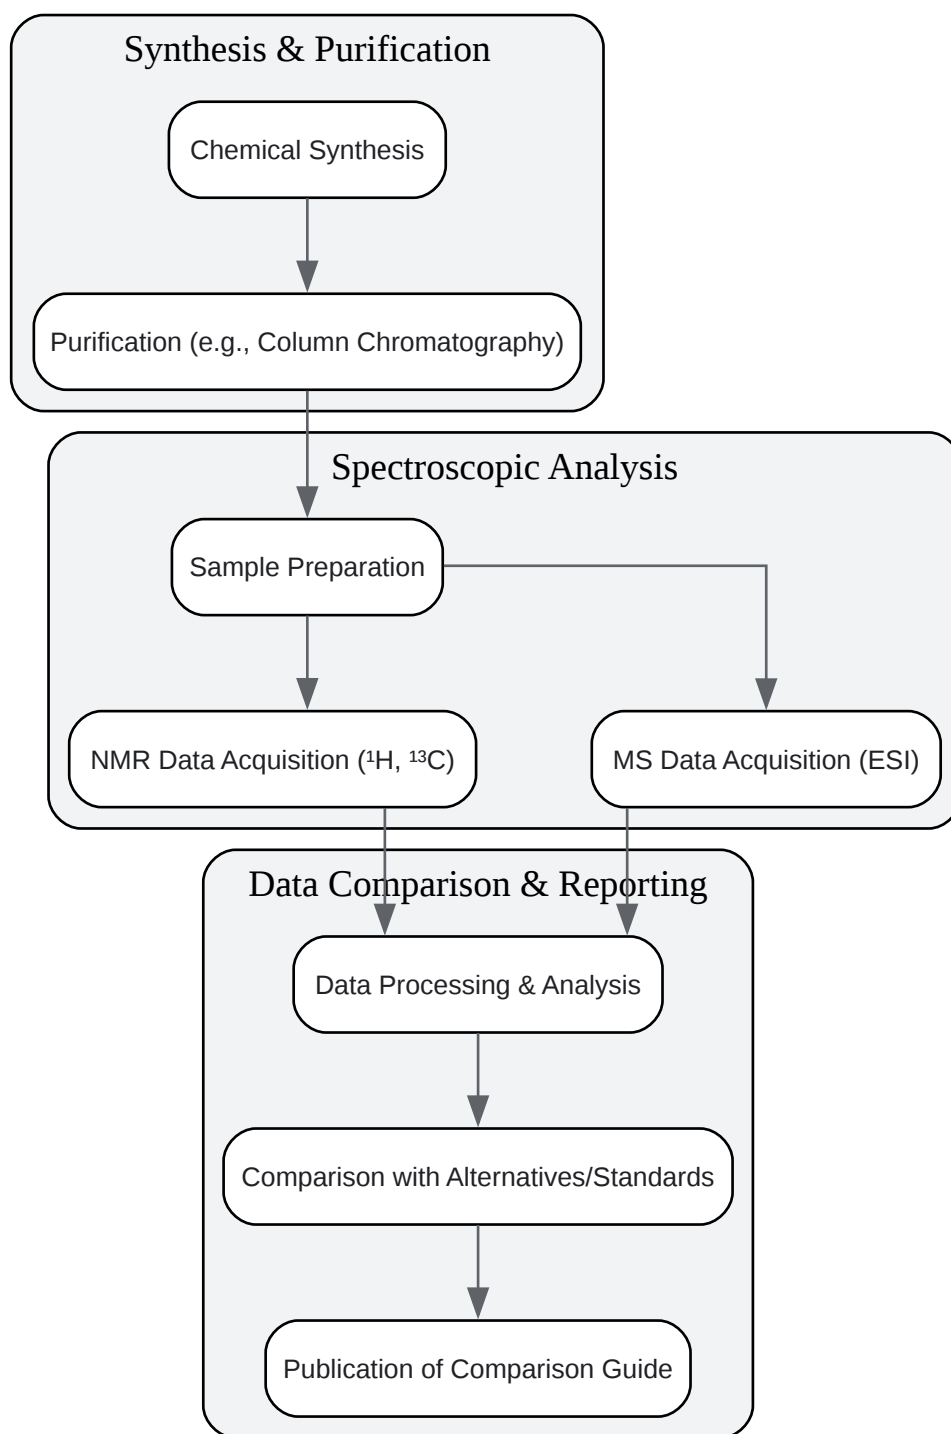 Synthesis & Purification
Chemical Synthesis
Purification (e.g., Column Chromatography)
Spectroscopic Analysis
Sample Preparation
NMR Data Acquisition (¹H, ¹³C)
MS Data Acquisition (ESI)
Data Comparison & Reporting
Data Processing & Analysis
Comparison with Alternatives/Standards
Publication of Comparison Guide